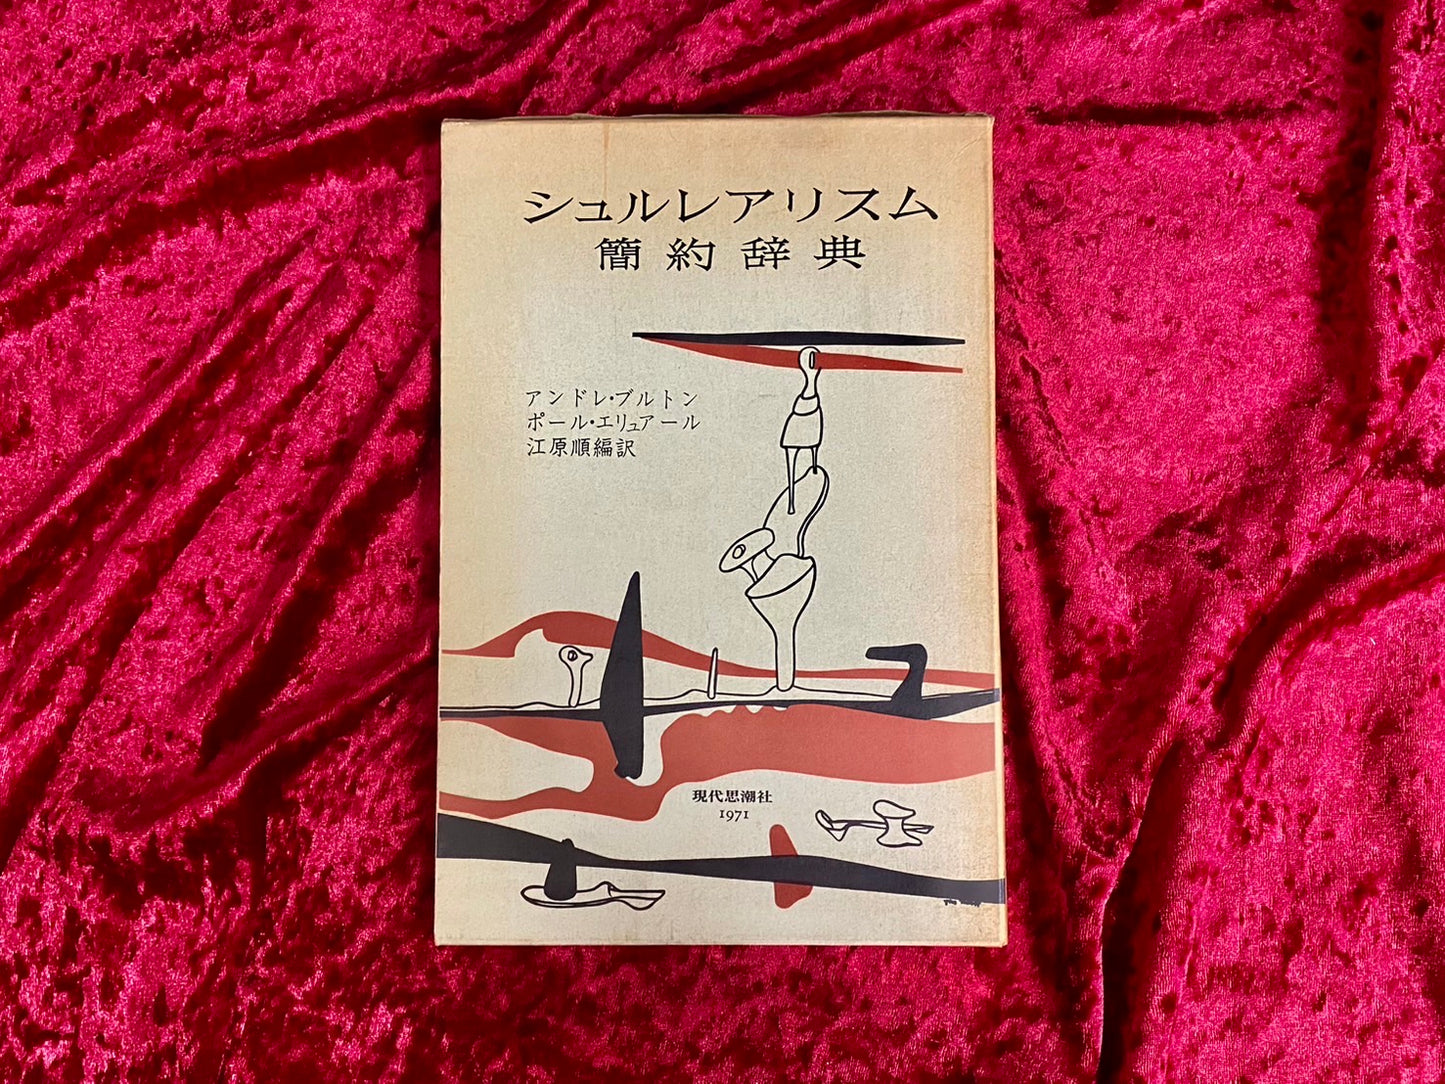 シュルレアリスム
簡約辞典
アンドレ・ブルトン
ポール・エリュアール
江原順編訳
現代思潮社
1971